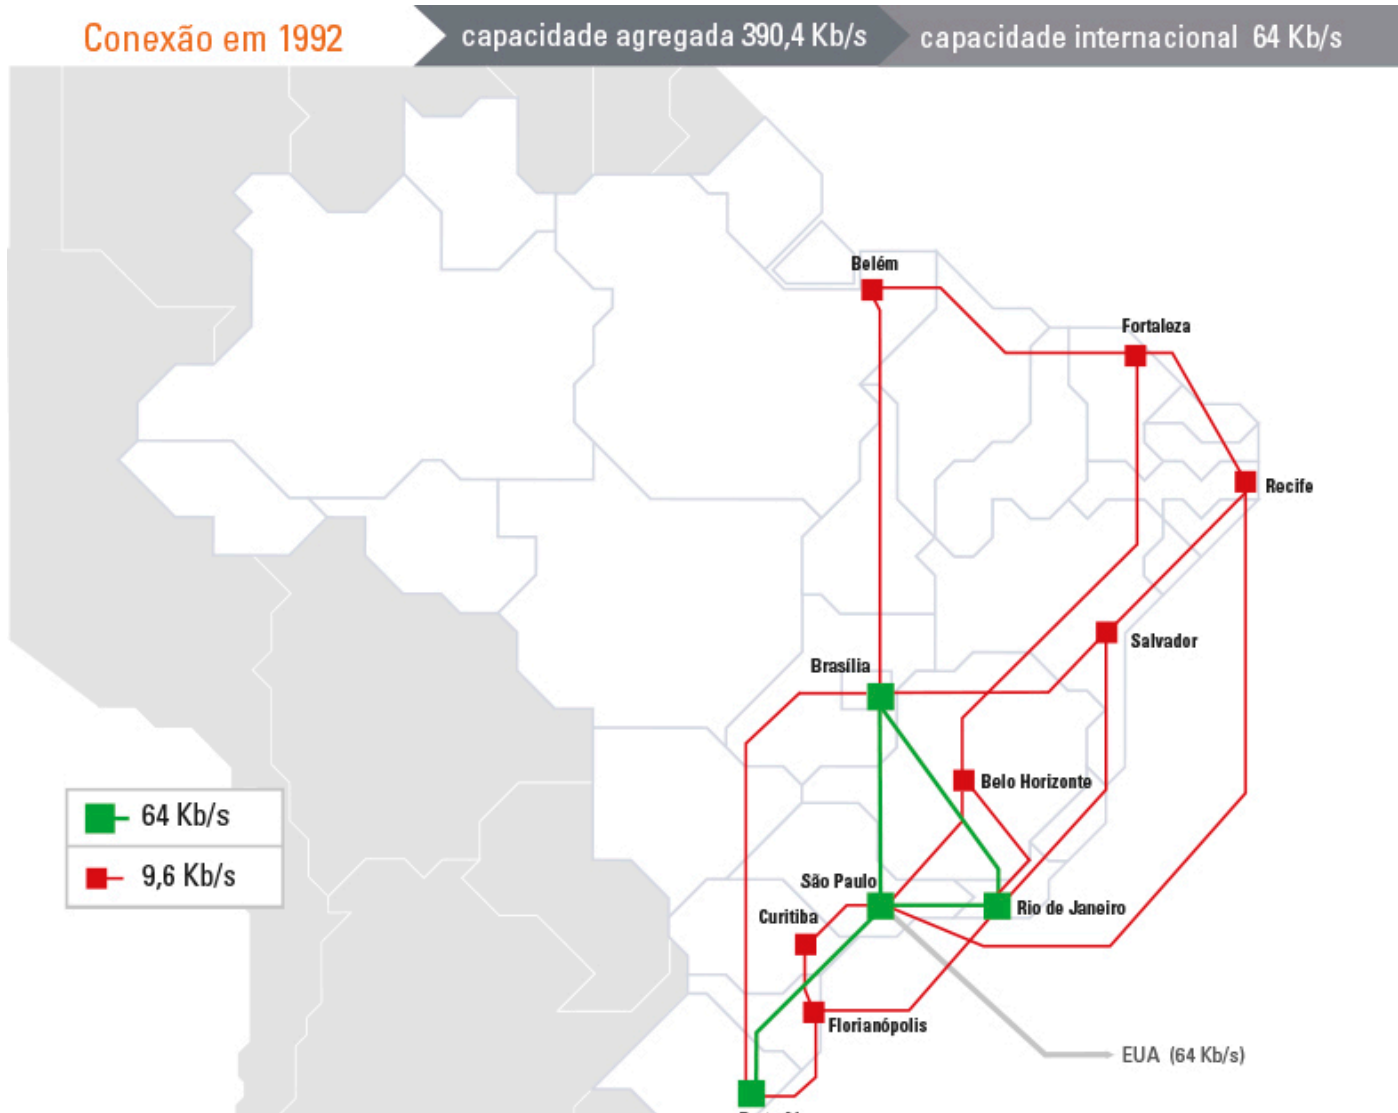 Conexão em 1992
capacidade agregada 390,4 Kb/s
capacidade internacional 64 Kb/s
Belém
Fortaleza
Recife
Salvador
Brasília
Belo Horizonte
64 Kb/s
9,6 Kb/s
São Paulo
Rio de Janeiro
Curitiba
Florianópolis
EUA (64 Kb/s)